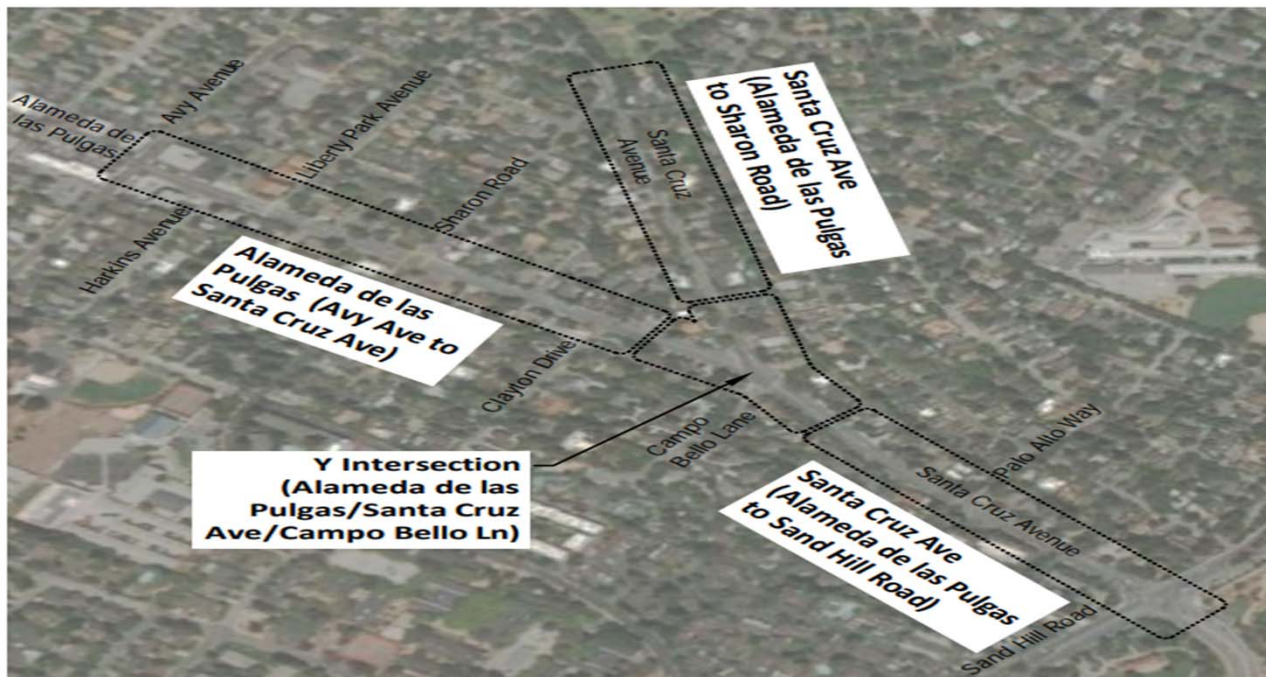 Alameda de
las Pulgas
Avy Avenue
Liberty Park Avenue
Sharon Road
Harkins Avenue
Alameda de las
Pulgas (Avy Ave to
Santa Cruz Ave)
Clayton Drive
Santa Cruz
Avenue
Santa Cruz Ave
(Alameda de las Pulgas
to Sharon Road)
Y Intersection
(Alameda de las
Pulgas/Santa Cruz
Ave/Campo Bello Ln)
Campo
Bello Lane
Palo Allo Way
Santa Cruz Avenue
Santa Cruz Ave
(Alameda de las Pulgas
to Sand Hill Road)
Sand Hill Road